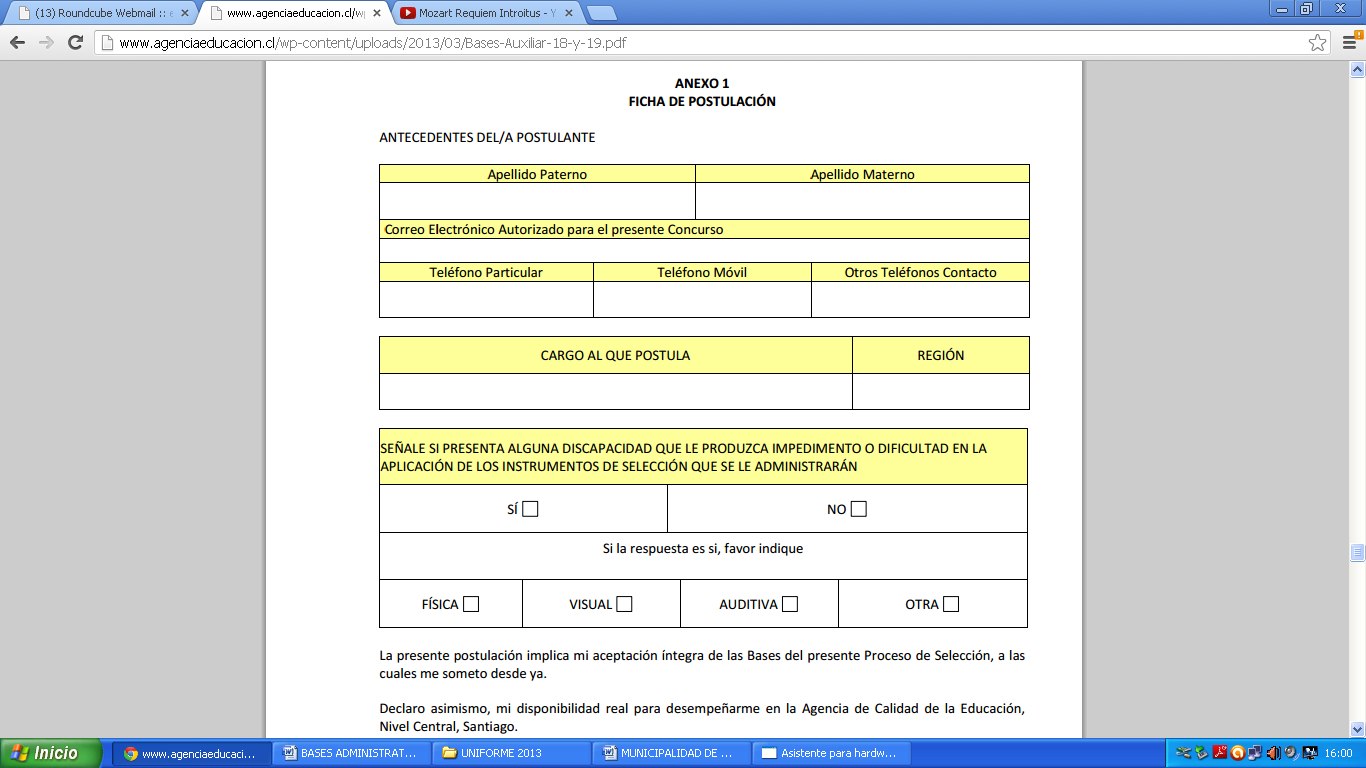 (13) Roundcube Webmail :: e
www.agenciaeducacion.cl/wp
Mozart Requiem Introitus - Y
www.agenciaeducacion.cl/wp-content/uploads/2013/03/Bases-Auxiliar-18-y-19.pdf
ANEXO 1
FICHA DE POSTULACIÓN
ANTECEDENTES DEL/A POSTULANTE
Apellido Paterno Apellido Materno
Correo Electrónico Autorizado para el presente Concurso
Teléfono Particular Teléfono Móvil Otros Teléfonos Contacto
CARGO AL QUE POSTULA REGIÓN
SEÑALE SI PRESENTA ALGUNA DISCAPACIDAD QUE LE PRODUZCA IMPEDIMENTO O DIFICULTAD EN LA
APLICACIÓN DE LOS INSTRUMENTOS DE SELECCIÓN QUE SE LE ADMINISTRARÁN
SÍ NO
Si la respuesta es si, favor indique
FÍSICA VISUAL AUDITIVA OTRA
La presente postulación implica mi aceptación íntegra de las Bases del presente Proceso de Selección, a las
cuales me someto desde ya.
Declaro asimismo, mi disponibilidad real para desempeñarme en la Agencia de Calidad de la Educación,
Nivel Central, Santiago.
Inicio
www.agenciaeducaci...
BASES ADMINISTRAT...
UNIFORME 2013
MUNICIPALIDAD DE ...
Asistente para hardw...
16:00